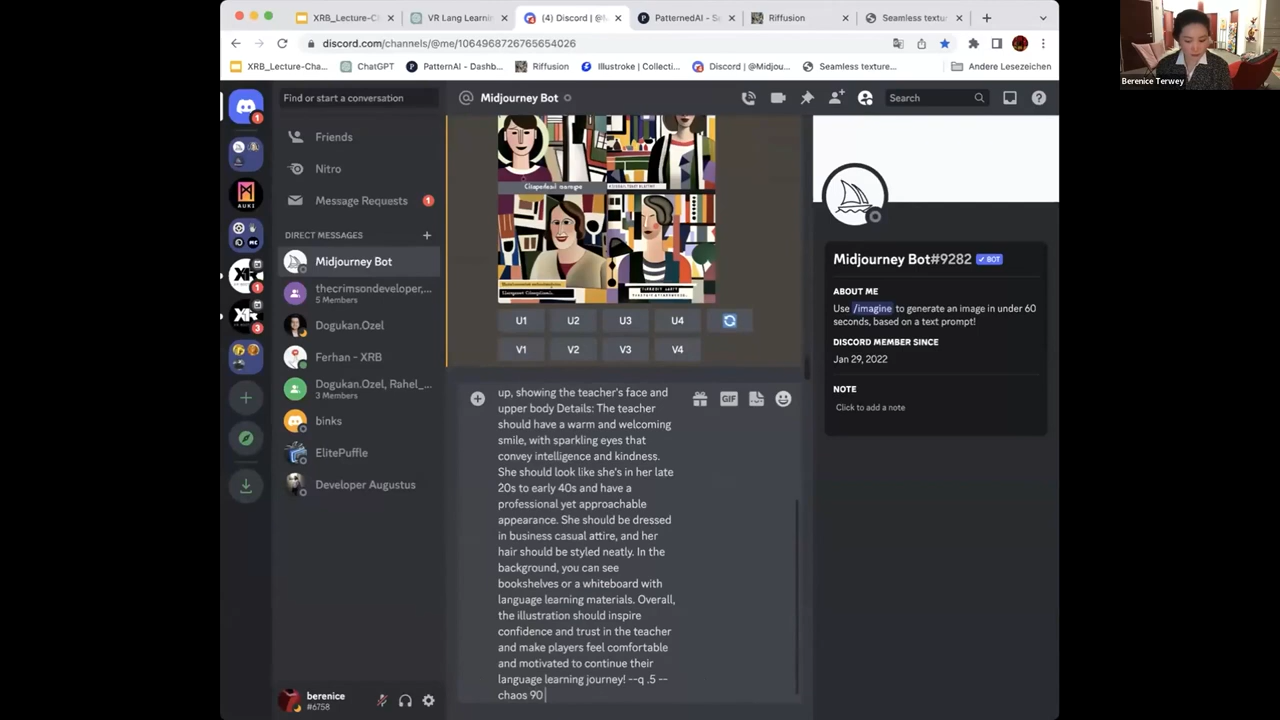 XRB_Lecture-C
VR Lang Learnin
(4) Discord | @M
PatternedAI - S
Riffusion
Seamless textur
discord.com/channels/@me/1064968726765654026
XRB_Lecture-Cha...
ChatGPT
PatternAI - Dashb...
Riffusion
Illustroke | Collecti...
Discord | @Midjou...
Seamless texture...
Andere Lesezeichen
Berenice Terwey
Find or start a conversation
Midjourney Bot
Search
Friends
Nitro
Message Requests
1
DIRECT MESSAGES
Midjourney Bot
thecrimsondeveloper,...
5 Members
Dogukan.Ozel
Ferhan - XRB
Dogukan.Ozel, Rahel_...
3 Members
binks
ElitePuffle
Developer Augustus
1
AUKI
XR
1
XR
3
berenice
#6758
U1 U2 U3 U4
V1 V2 V3 V4
GIF
up, showing the teacher's face and
upper body Details: The teacher
should have a warm and welcoming
smile, with sparkling eyes that
convey intelligence and kindness.
She should look like she's in her late
20s to early 40s and have a
professional yet approachable
appearance. She should be dressed
in business casual attire, and her
hair should be styled neatly. In the
background, you can see
bookshelves or a whiteboard with
language learning materials. Overall,
the illustration should inspire
confidence and trust in the teacher
and make players feel comfortable
and motivated to continue their
language learning journey! --q .5 --
chaos 90
Midjourney Bot#9282
✓ BOT
ABOUT ME
Use /imagine to generate an image in under 60
seconds, based on a text prompt!
DISCORD MEMBER SINCE
Jan 29, 2022
NOTE
Click to add a note